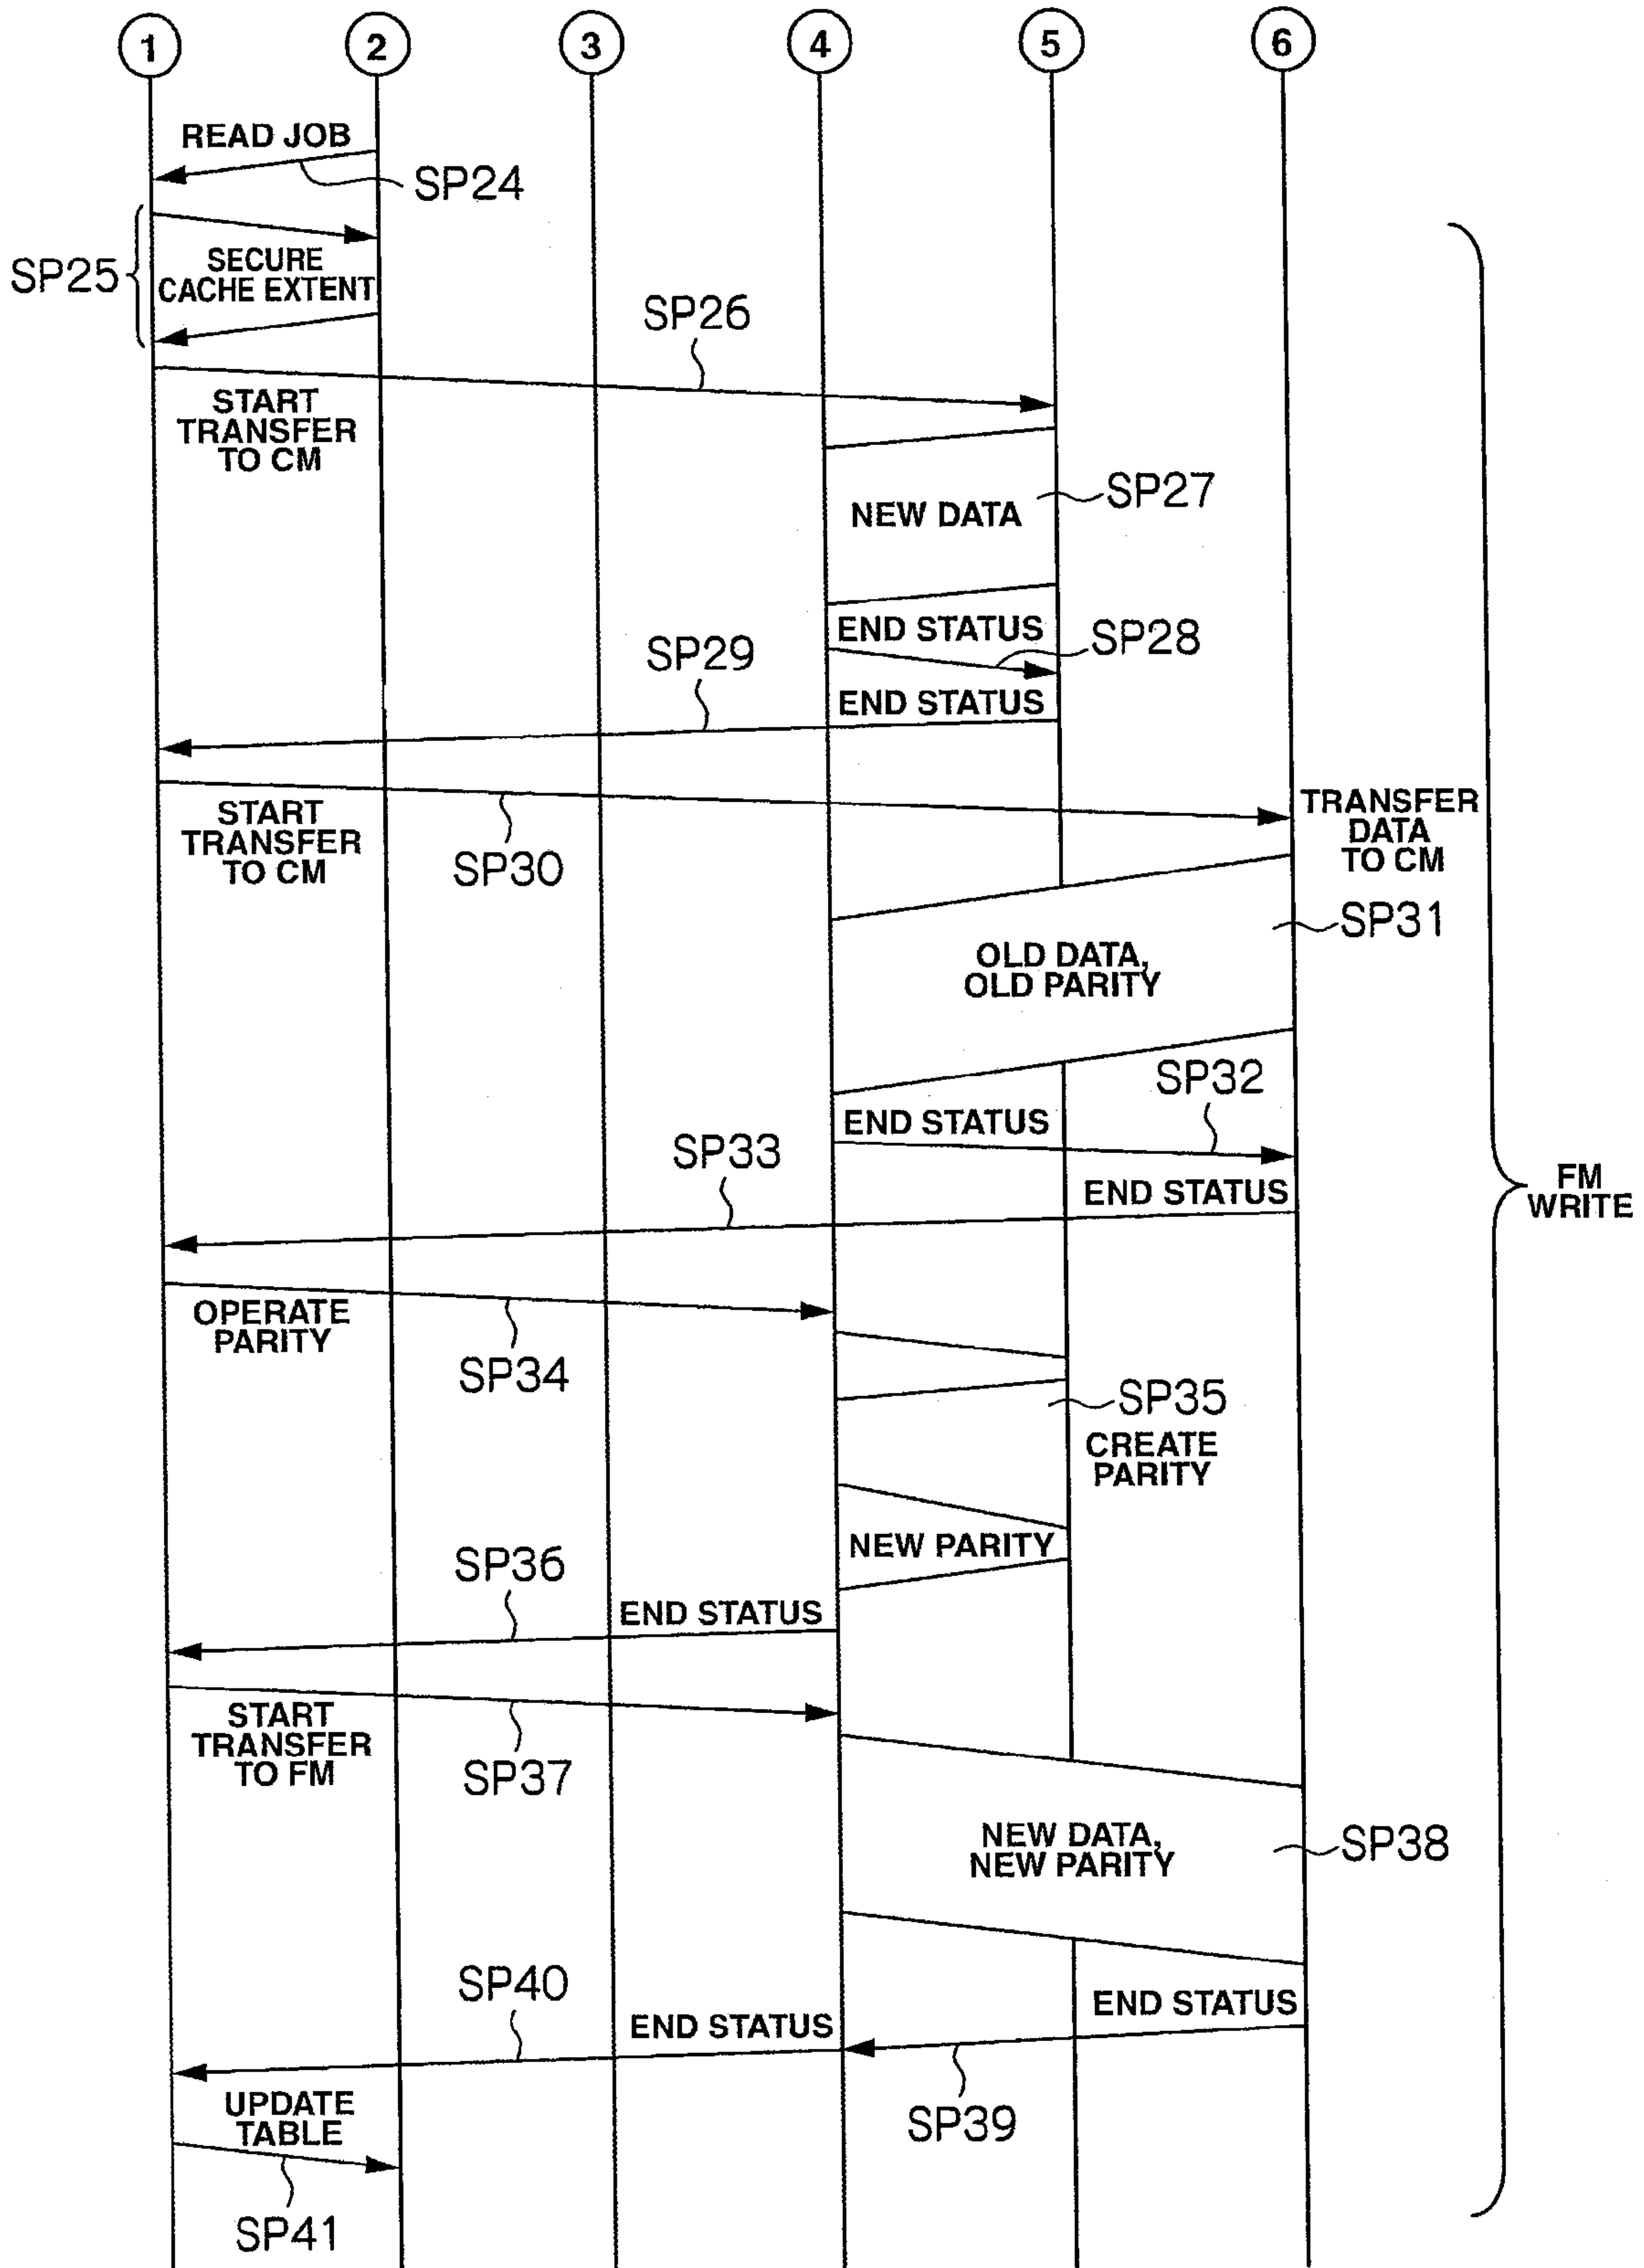 1 2 3 4 5 6
READ JOB
SP24
SP25
SECURE
CACHE EXTENT
SP26
START
TRANSFER
TO CM
SP27
NEW DATA
END STATUS
SP28
SP29
END STATUS
START
TRANSFER
TO CM
SP30
TRANSFER
DATA
TO CM
SP31
OLD DATA,
OLD PARITY
SP32
END STATUS
SP33
END STATUS
FM
WRITE
OPERATE
PARITY
SP34
SP35
CREATE
PARITY
NEW PARITY
SP36
END STATUS
START
TRANSFER
TO FM
SP37
NEW DATA,
NEW PARITY
SP38
SP40
END STATUS
END STATUS
UPDATE
TABLE
SP39
SP41